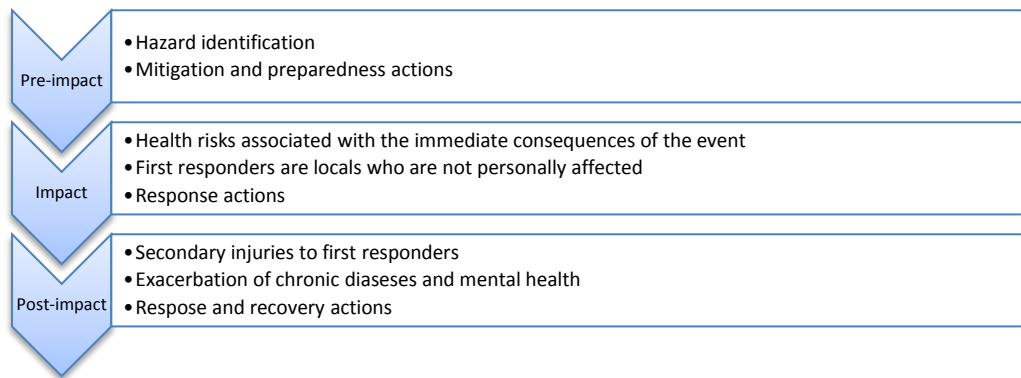 Pre-impact
•Hazard identification
•Mitigation and preparedness actions
Impact
•Health risks associated with the immediate consequences of the event
•First responders are locals who are not personally affected
•Response actions
Post-impact
•Secondary injuries to first responders
•Exacerbation of chronic diaseses and mental health
•Respose and recovery actions